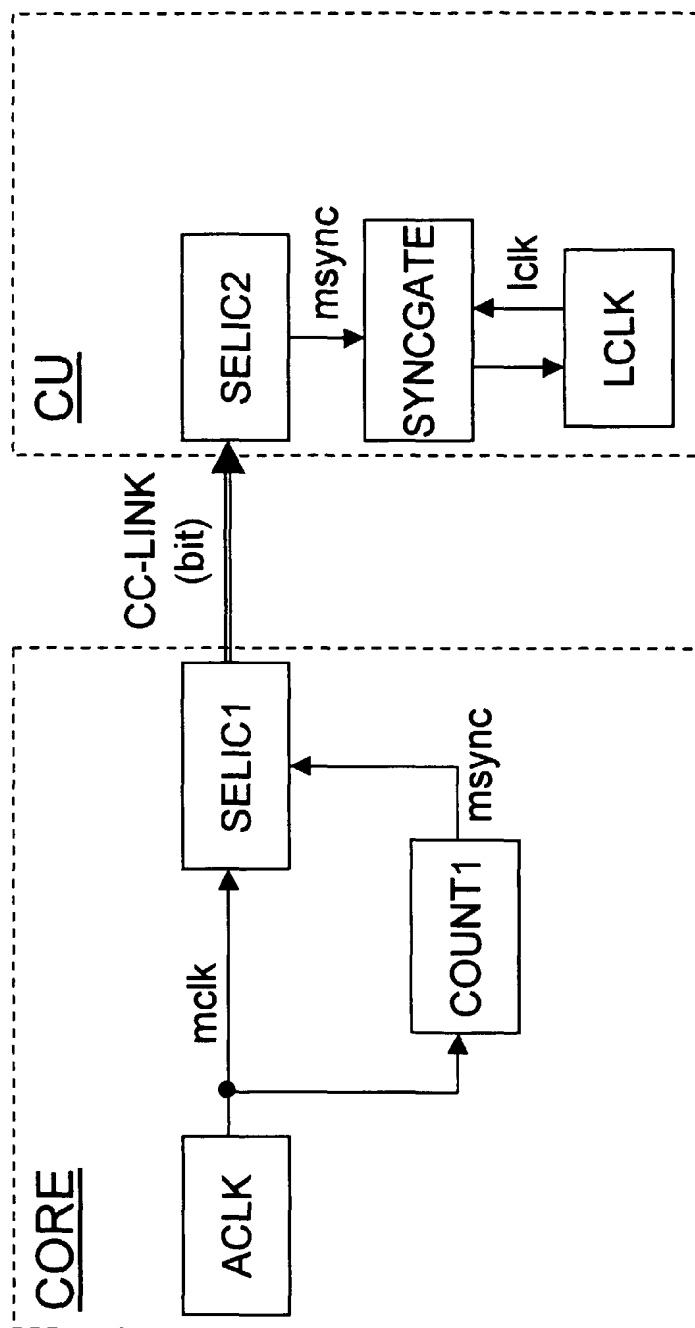 CORE
ACLK
mclk
SELIC1
COUNT1
msync
CC-LINK
(bit)
CU
SELIC2
msync
SYNCGATE
lclk
LCLK